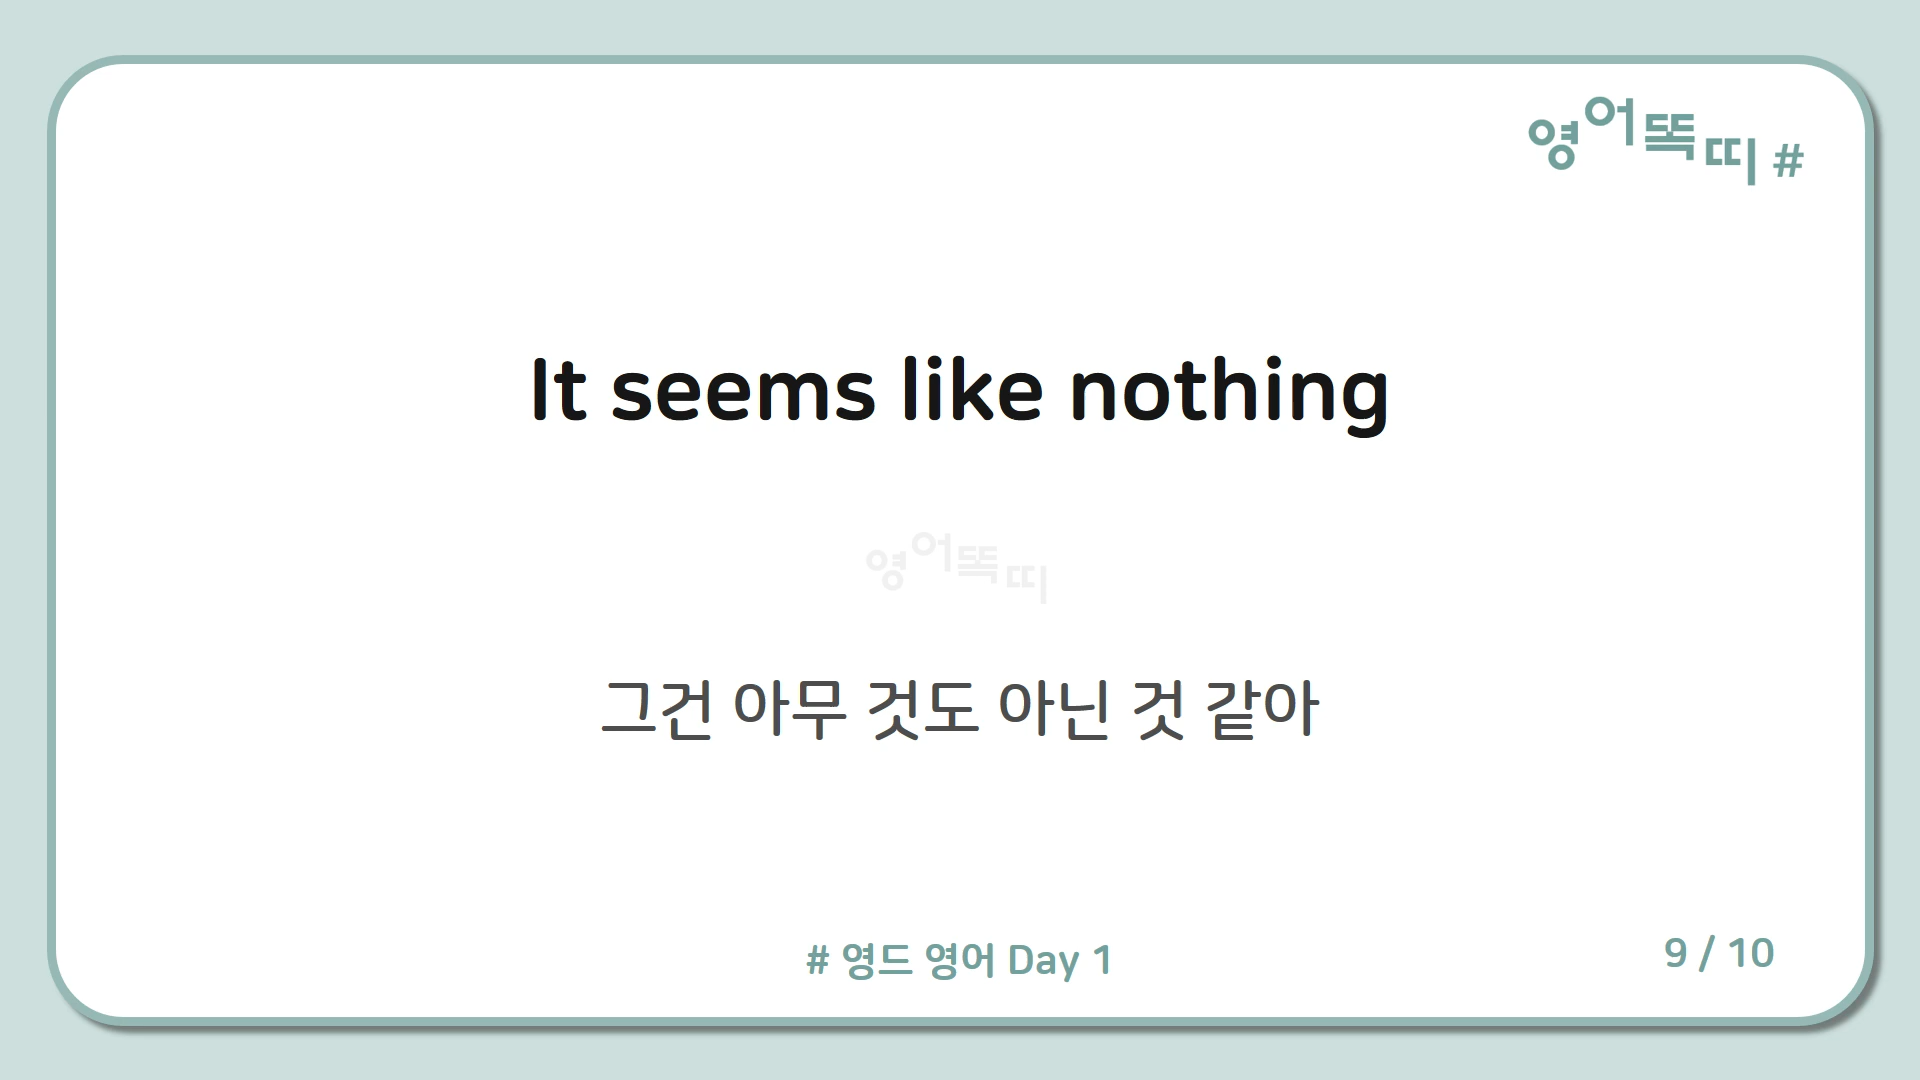 영어똑띠 #
It seems like nothing
영어똑띠
그건 아무 것도 아닌 것 같아
# 영드 영어 Day 1
9 / 10